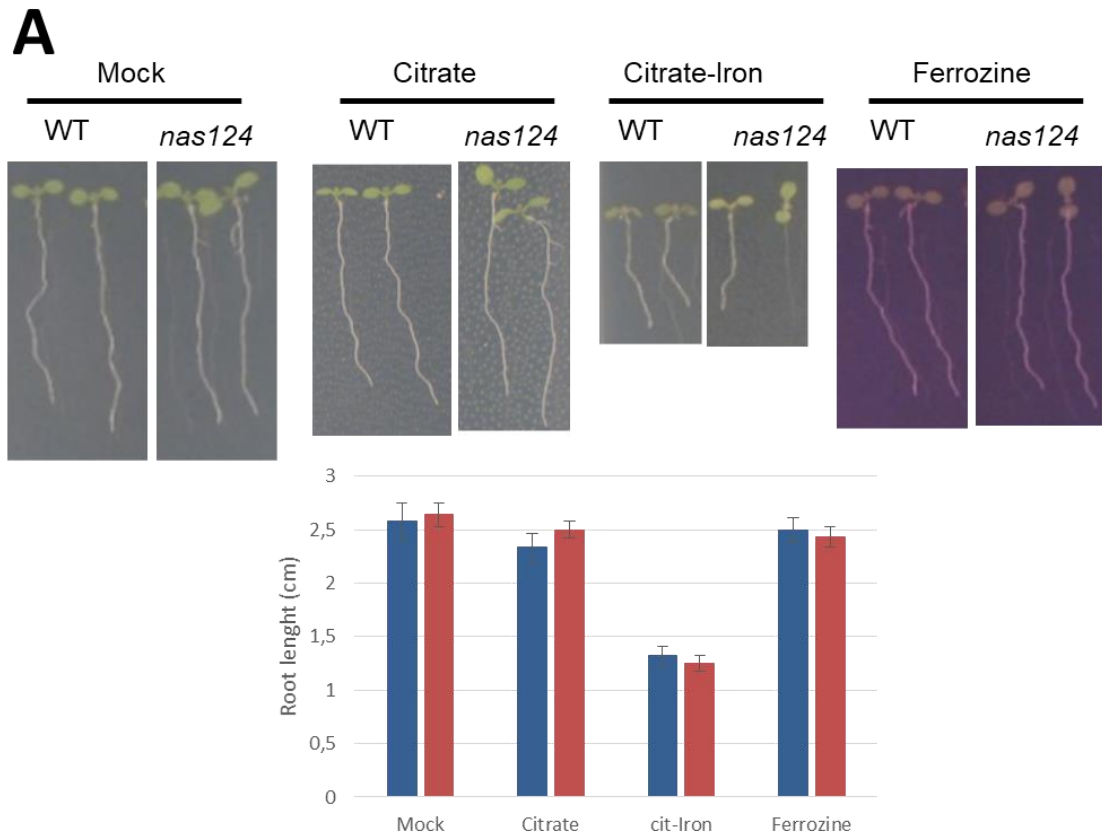 A
Mock Citrate Citrate-Iron Ferrozine
WT nas124 WT nas124 WT nas124 WT nas124
3
2,5
2
1,5
1
0,5
0
Root lenght (cm)
Mock Citrate cit-Iron Ferrozine